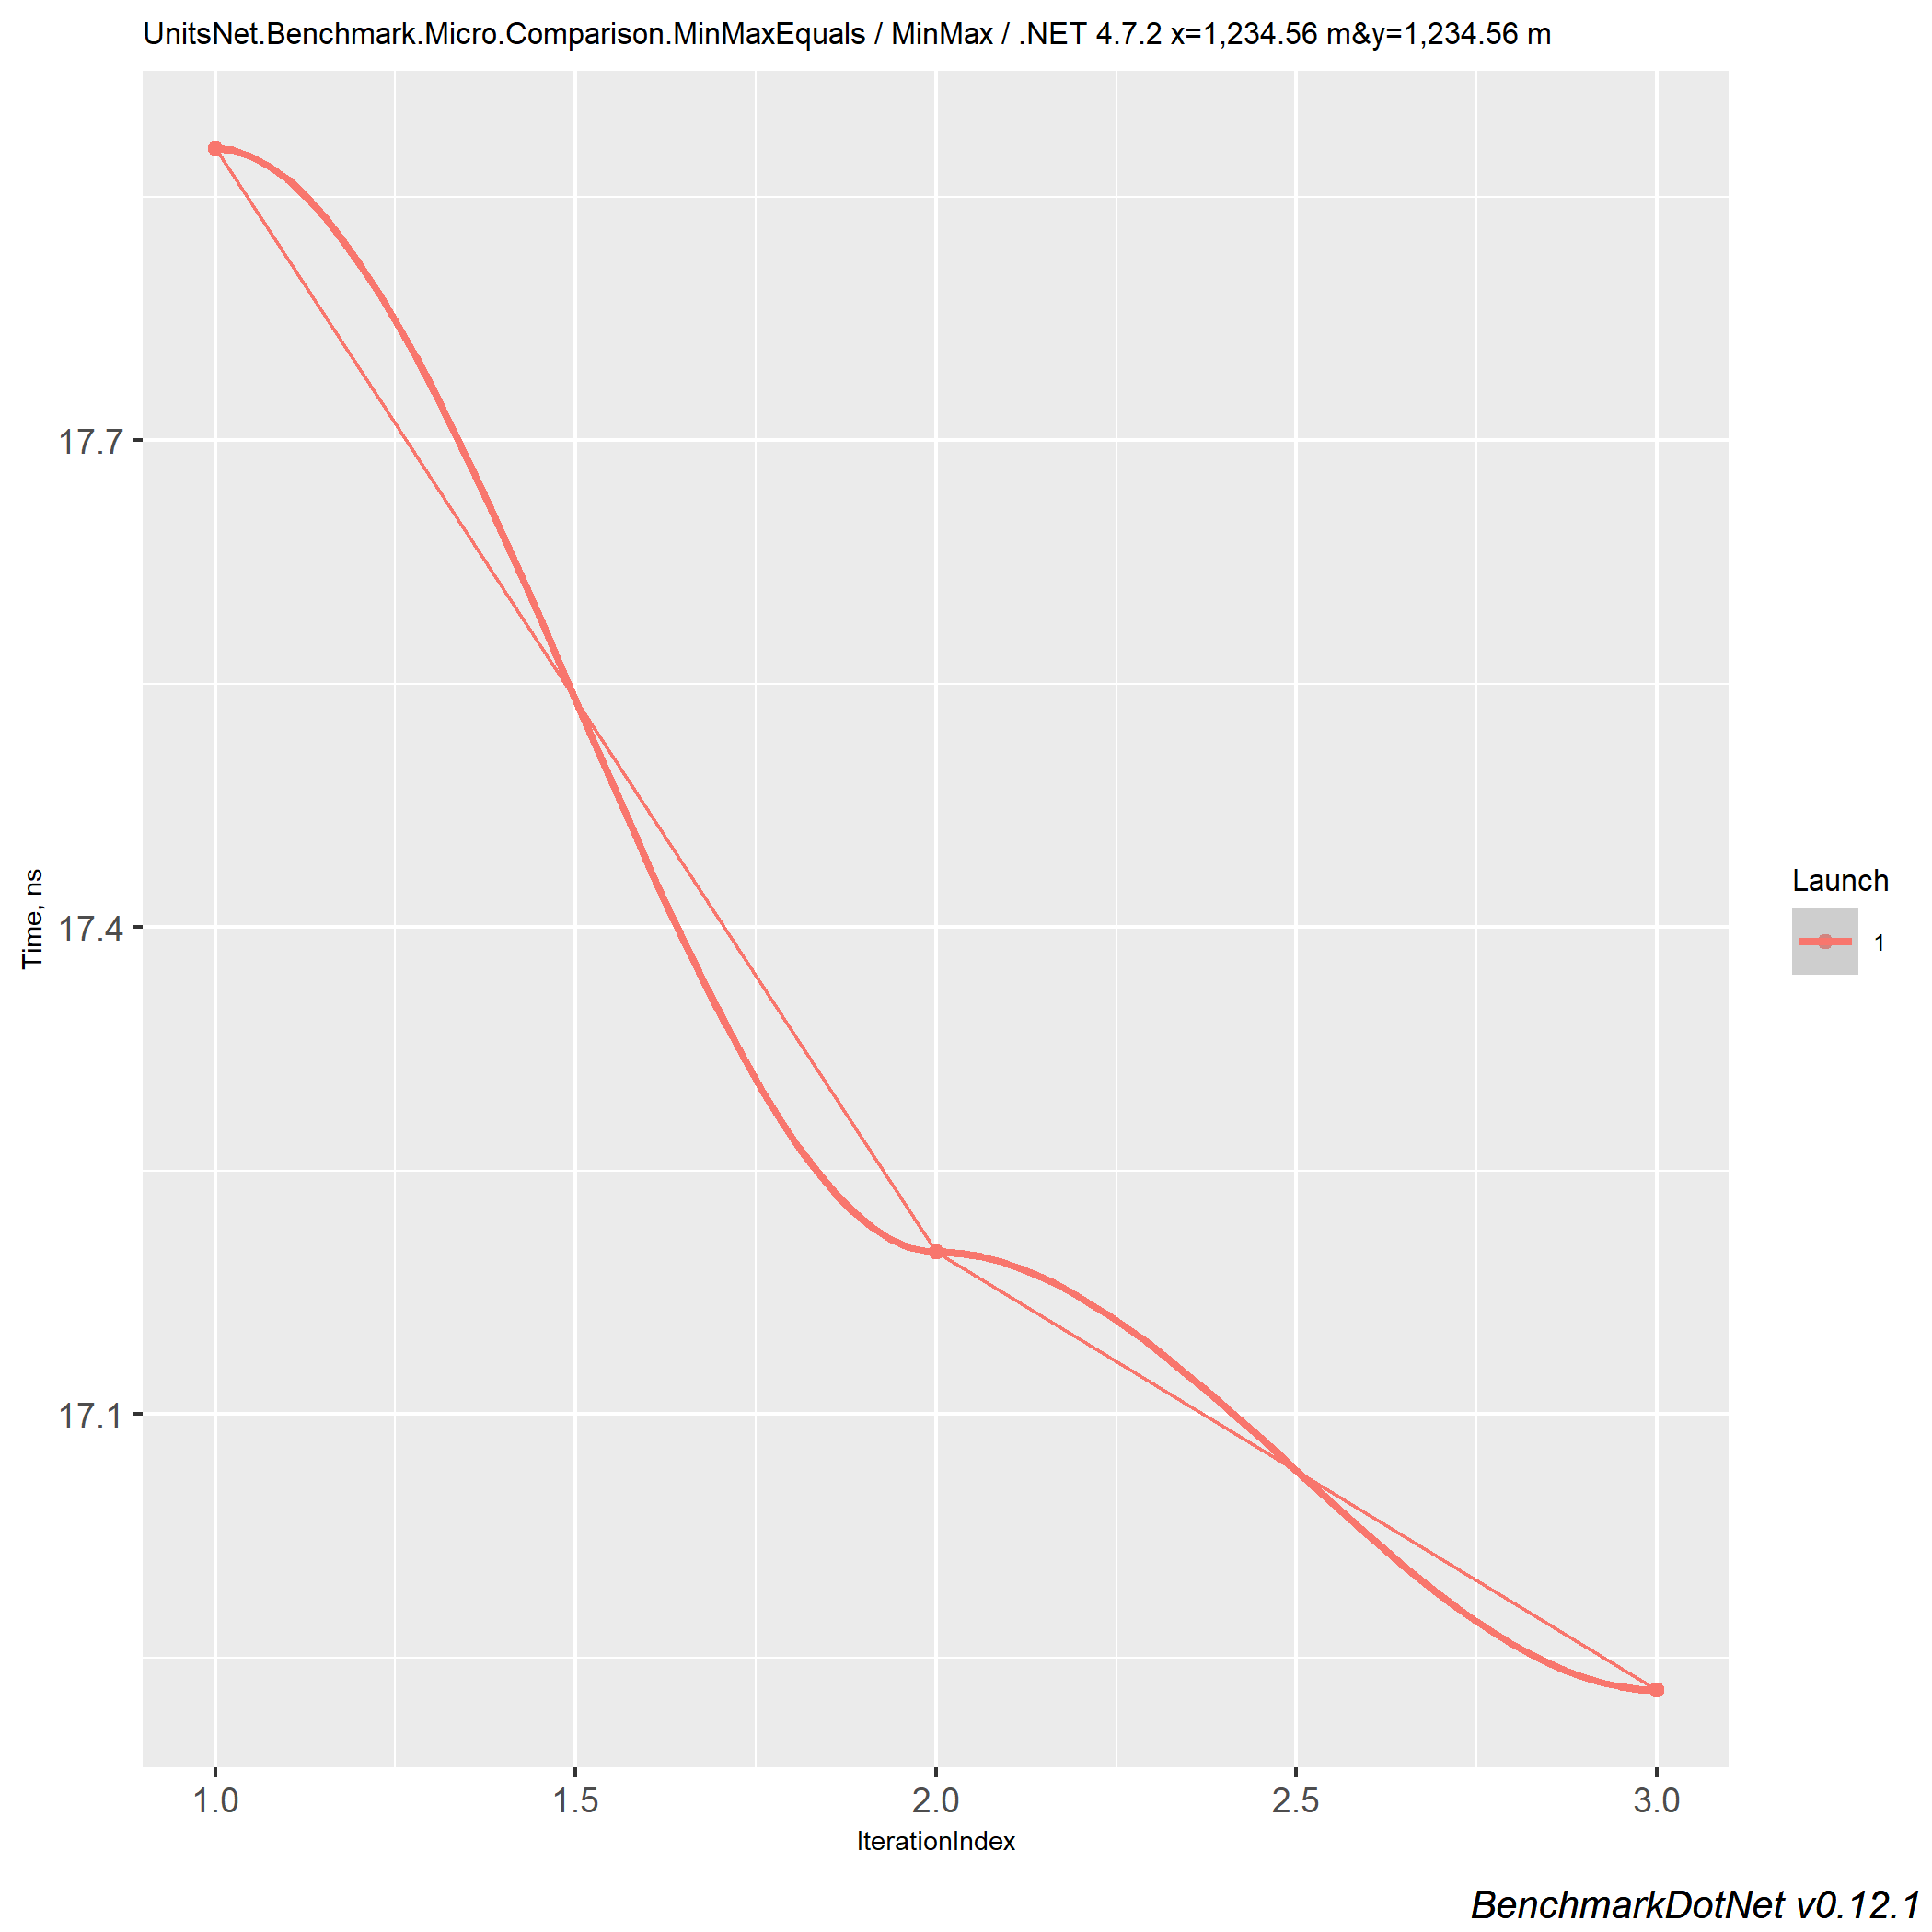 UnitsNet.Benchmark.Micro.Comparison.MinMaxEquals / MinMax / .NET 4.7.2 x=1,234.56 m&y=1,234.56 m
17.7
17.4
17.1
Time, ns
1.0 1.5 2.0 2.5 3.0
IterationIndex
Launch
1
BenchmarkDotNet v0.12.1